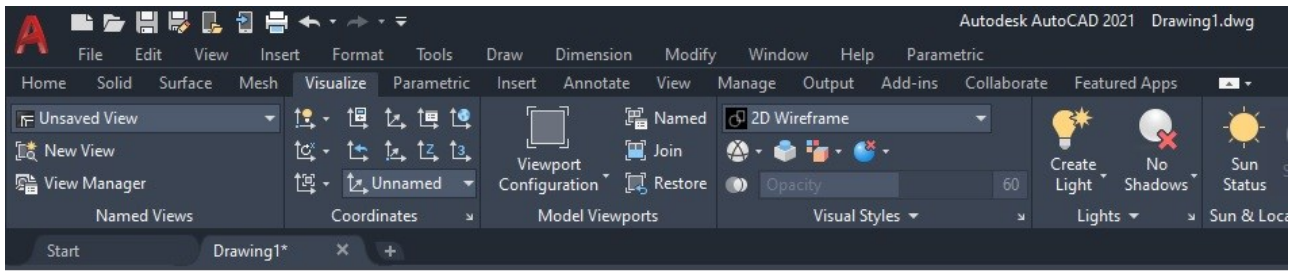 Autodesk AutoCAD 2021 Drawing1.dwg
File Edit View Insert Format Tools Draw Dimension Modify Window Help Parametric
Home Solid Surface Mesh Visualize Parametric Insert Annotate View Manage Output Add-ins Collaborate Featured Apps
Unsaved View
New View
View Manager
Named Views
Unnamed
Coordinates
Viewport
Configuration
Named
Join
Restore
Model Viewports
2D Wireframe
Opacity 60
Visual Styles
Create
Light
No
Shadows
Lights
Sun
Status
Sun & Loca
Start Drawing1*